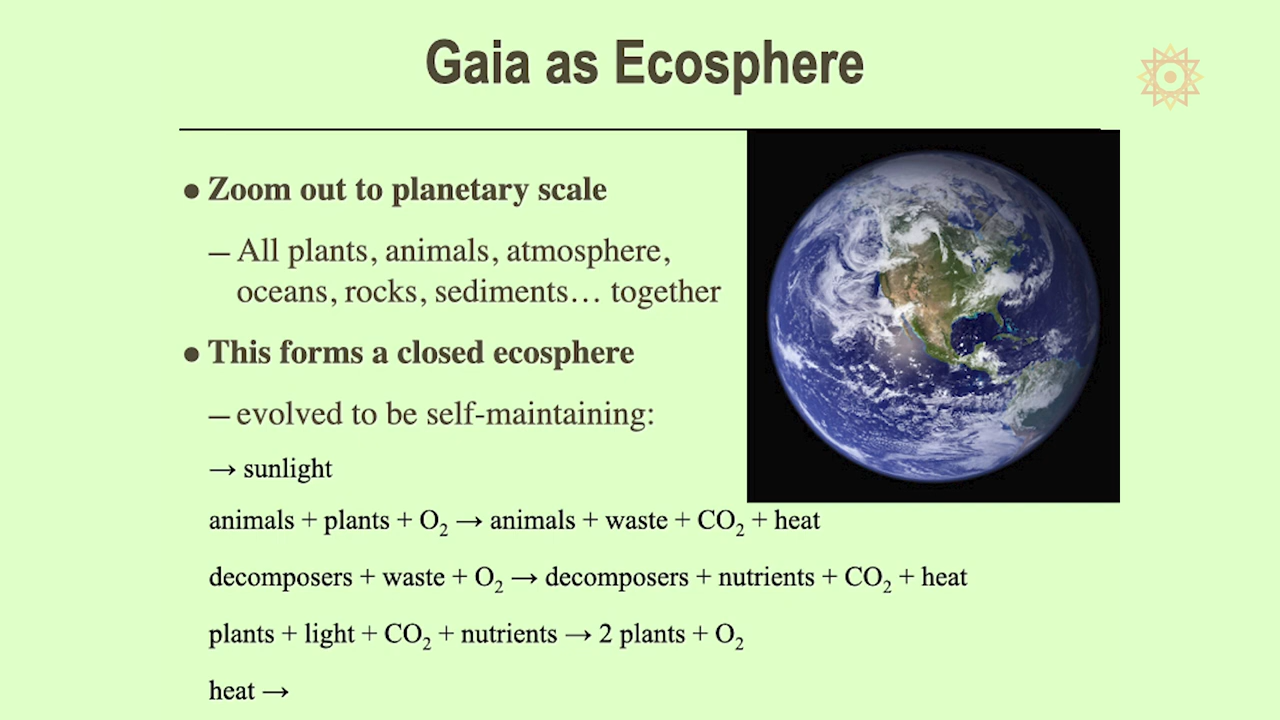 Gaia as Ecosphere
● Zoom out to planetary scale
– All plants, animals, atmosphere,
oceans, rocks, sediments… together
● This forms a closed ecosphere
– evolved to be self-maintaining:
→ sunlight
animals + plants + O₂ → animals + waste + CO₂ + heat
decomposers + waste + O₂ → decomposers + nutrients + CO₂ + heat
plants + light + CO₂ + nutrients → 2 plants + O₂
heat →